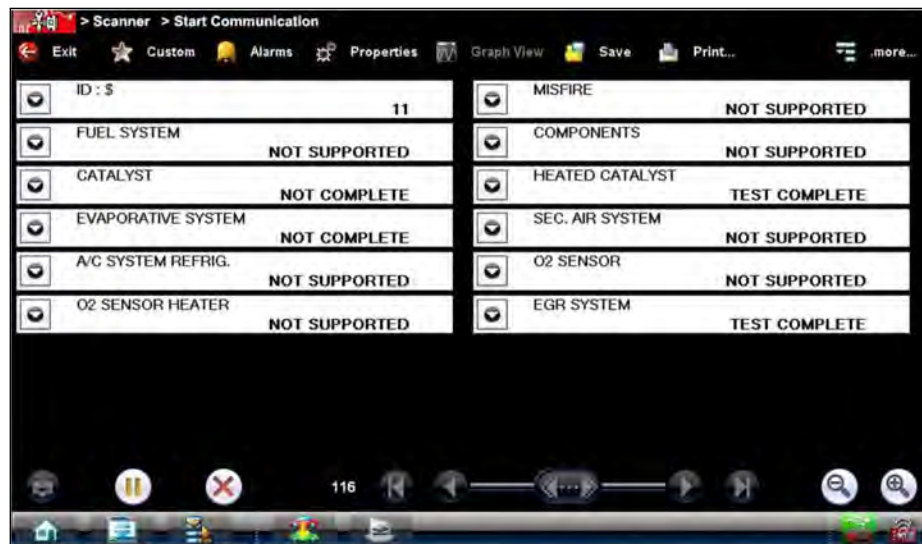 > Scanner > Start Communication
Exit Custom Alarms Properties Graph View Save Print... .more...
ID : $
11
MISFIRE
NOT SUPPORTED
FUEL SYSTEM
NOT SUPPORTED
COMPONENTS
NOT SUPPORTED
CATALYST
NOT COMPLETE
HEATED CATALYST
TEST COMPLETE
EVAPORATIVE SYSTEM
NOT COMPLETE
SEC. AIR SYSTEM
NOT SUPPORTED
A/C SYSTEM REFRIG.
NOT SUPPORTED
O2 SENSOR
NOT SUPPORTED
O2 SENSOR HEATER
NOT SUPPORTED
EGR SYSTEM
TEST COMPLETE
116